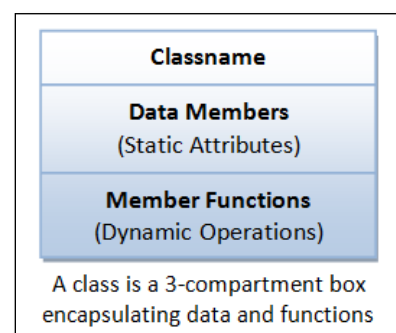 Classname
Data Members
(Static Attributes)
Member Functions
(Dynamic Operations)
A class is a 3-compartment box
encapsulating data and functions